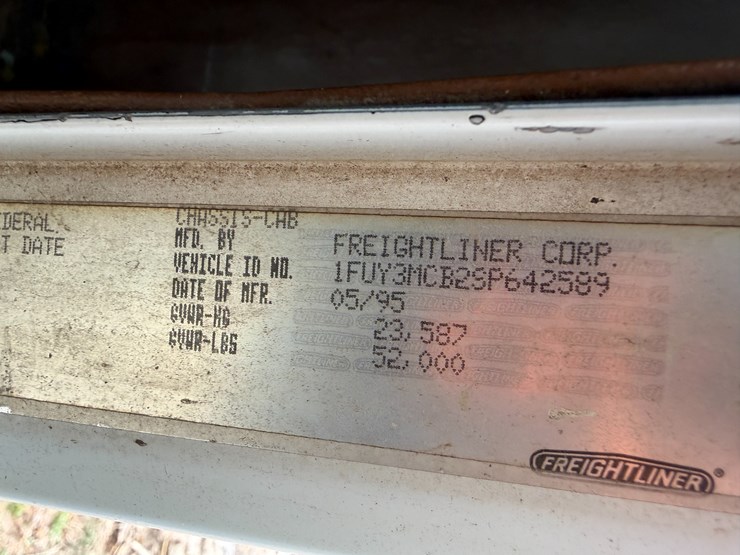 CHASSIS-CAB
DERAL
T DATE
MFD. BY FREIGHTLINER CORP.
VEHICLE ID NO. 1FUY3MCB2SP642589
DATE OF MFR. 05/95
GVWR-KG 23,587
GVWR-LBS 52,000
FREIGHTLINER®